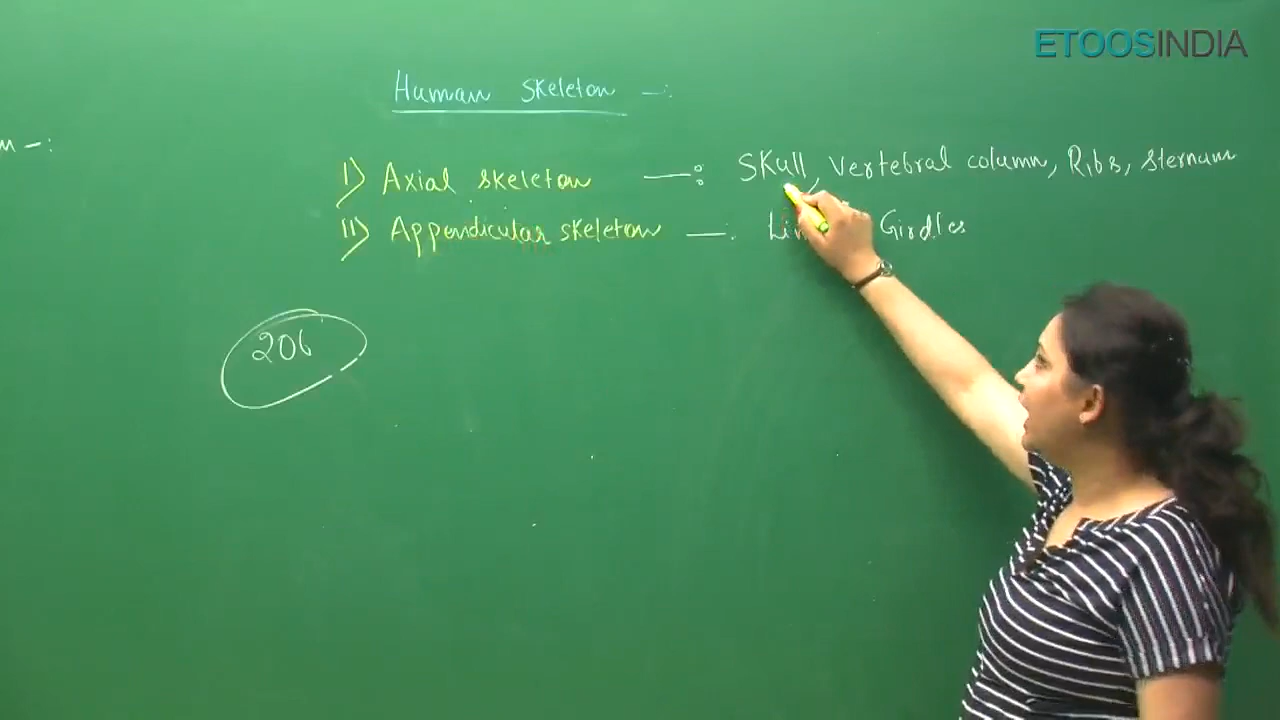 ETOOSINDIA
Human Skeleton -:
I) Axial skeleton —: Skull, Vertebral column, Ribs, sternum
II) Appendicular skeleton —. Girdles
206